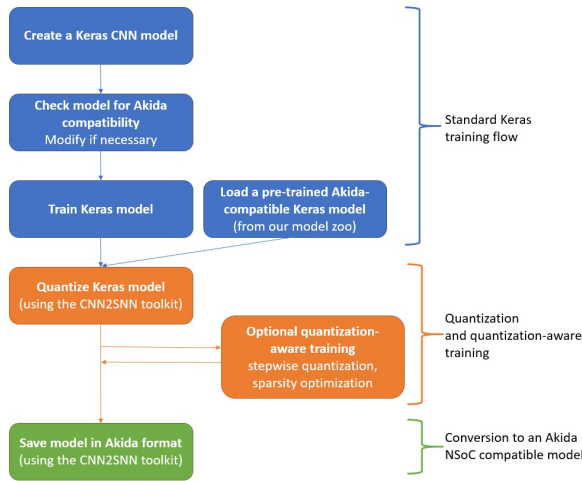 Create a Keras CNN model
Check model for Akida
compatibility
Modify if necessary
Standard Keras
training flow
Train Keras model
Load a pre-trained Akida-
compatible Keras model
(from our model zoo)
Quantize Keras model
(using the CNN2SNN toolkit)
Optional quantization-
aware training
stepwise quantization,
sparsity optimization
Quantization
and quantization-aware
training
Save model in Akida format
(using the CNN2SNN toolkit)
Conversion to an Akida
NSoC compatible model